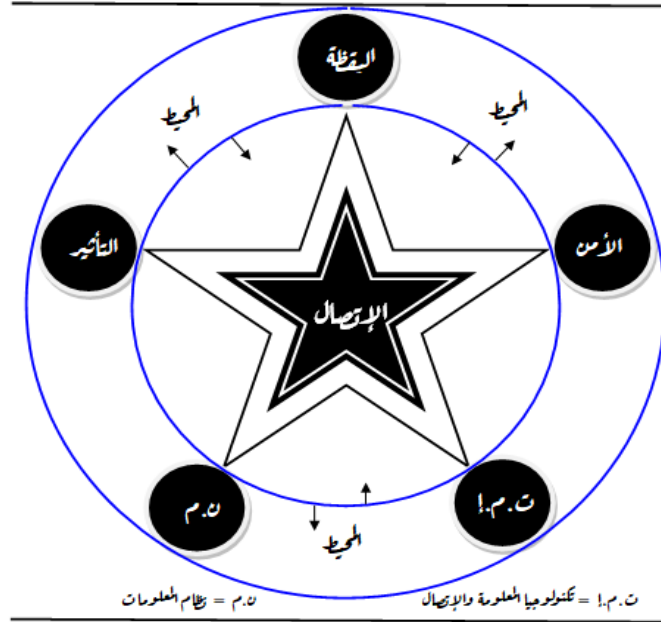 اليقظة
المحيط
المحيط
الأمن
التأثير
الإتصال
ت.م.إ
ن.م
المحيط
ت.م.إ = تكنولوجيا المعلومة والإتصال
ن.م = نظام المعلومات